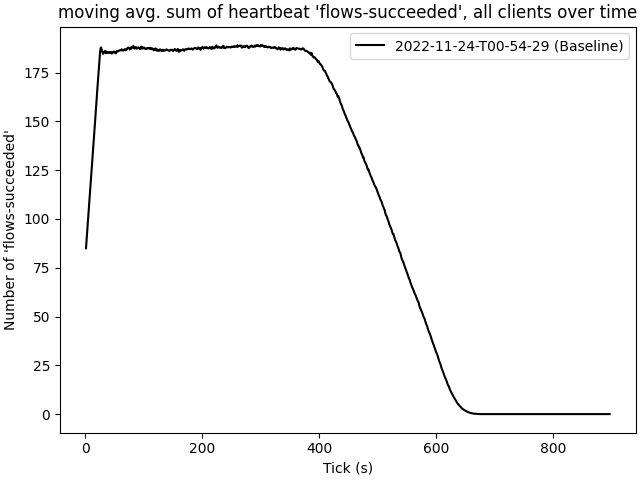 moving avg. sum of heartbeat 'flows-succeeded', all clients over time
2022-11-24-T00-54-29 (Baseline)
Number of 'flows-succeeded'
175
150
125
100
75
50
25
0
0 200 400 600 800
Tick (s)